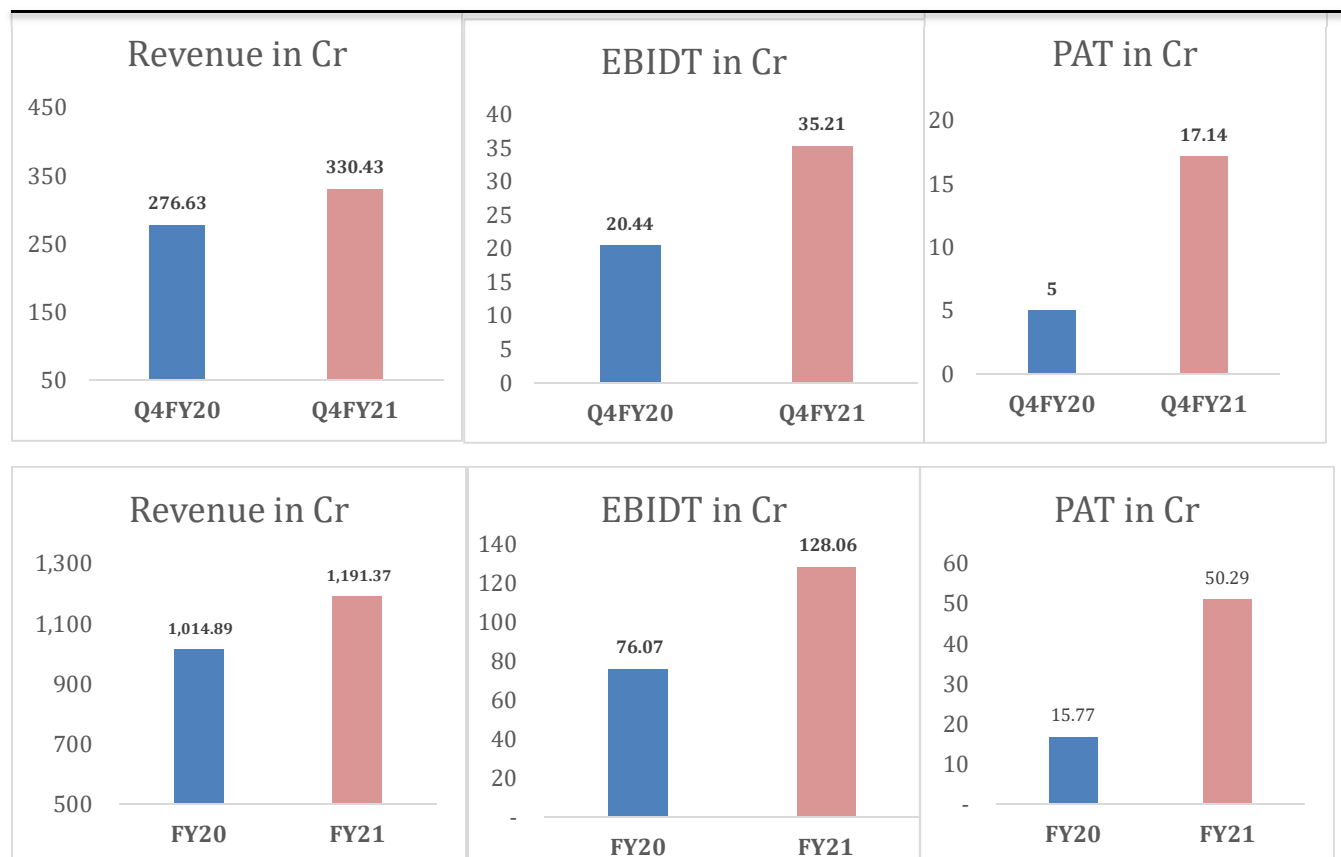 Revenue in Cr
450
350
250
150
50
276.63
330.43
Q4FY20
Q4FY21
EBIDT in Cr
40
35
30
25
20
15
10
5
0
20.44
35.21
Q4FY20
Q4FY21
PAT in Cr
20
15
10
5
0
5
17.14
Q4FY20
Q4FY21
Revenue in Cr
1,300
1,100
900
700
500
1,014.89
1,191.37
FY20
FY21
EBIDT in Cr
140
120
100
80
60
40
20
-
76.07
128.06
FY20
FY21
PAT in Cr
60
50
40
30
20
10
-
15.77
50.29
FY20
FY21